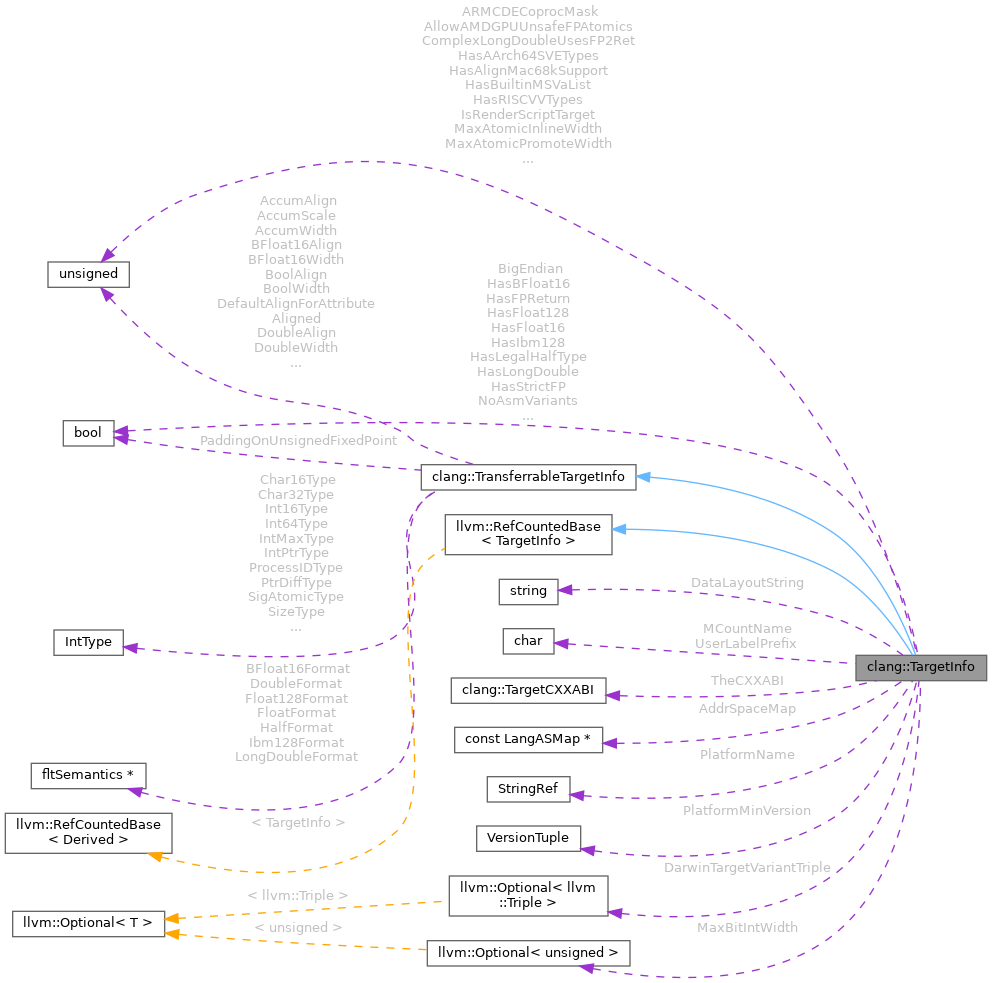 ARMCDECoprocMask
AllowAMDGPUUnsafeFPAtomics
ComplexLongDoubleUsesFP2Ret
HasAArch64SVETypes
HasAlignMac68kSupport
HasBuiltinMSVaList
HasRISCVVTypes
IsRenderScriptTarget
MaxAtomicInlineWidth
MaxAtomicPromoteWidth
...
AccumAlign
AccumScale
AccumWidth
BFloat16Align
BFloat16Width
BoolAlign
BoolWidth
DefaultAlignForAttribute
Aligned
DoubleAlign
DoubleWidth
...
unsigned
BigEndian
HasBFloat16
HasFPReturn
HasFloat128
HasFloat16
HasIbm128
HasLegalHalfType
HasLongDouble
HasStrictFP
NoAsmVariants
...
bool
PaddingOnUnsignedFixedPoint
clang::TransferrableTargetInfo
Char16Type
Char32Type
Int16Type
Int64Type
IntMaxType
IntPtrType
ProcessIDType
PtrDiffType
SigAtomicType
SizeType
...
llvm::RefCountedBase
< TargetInfo >
string
DataLayoutString
char
MCountName
UserLabelPrefix
IntType
clang::TargetInfo
clang::TargetCXXABI
TheCXXABI
BFloat16Format
DoubleFormat
Float128Format
FloatFormat
HalfFormat
Ibm128Format
LongDoubleFormat
AddrSpaceMap
const LangASMap *
PlatformName
fltSemantics *
StringRef
PlatformMinVersion
llvm::RefCountedBase
< Derived >
< TargetInfo >
VersionTuple
DarwinTargetVariantTriple
llvm::Optional< llvm
::Triple >
< llvm::Triple >
llvm::Optional< T >
< unsigned >
MaxBitIntWidth
llvm::Optional< unsigned >